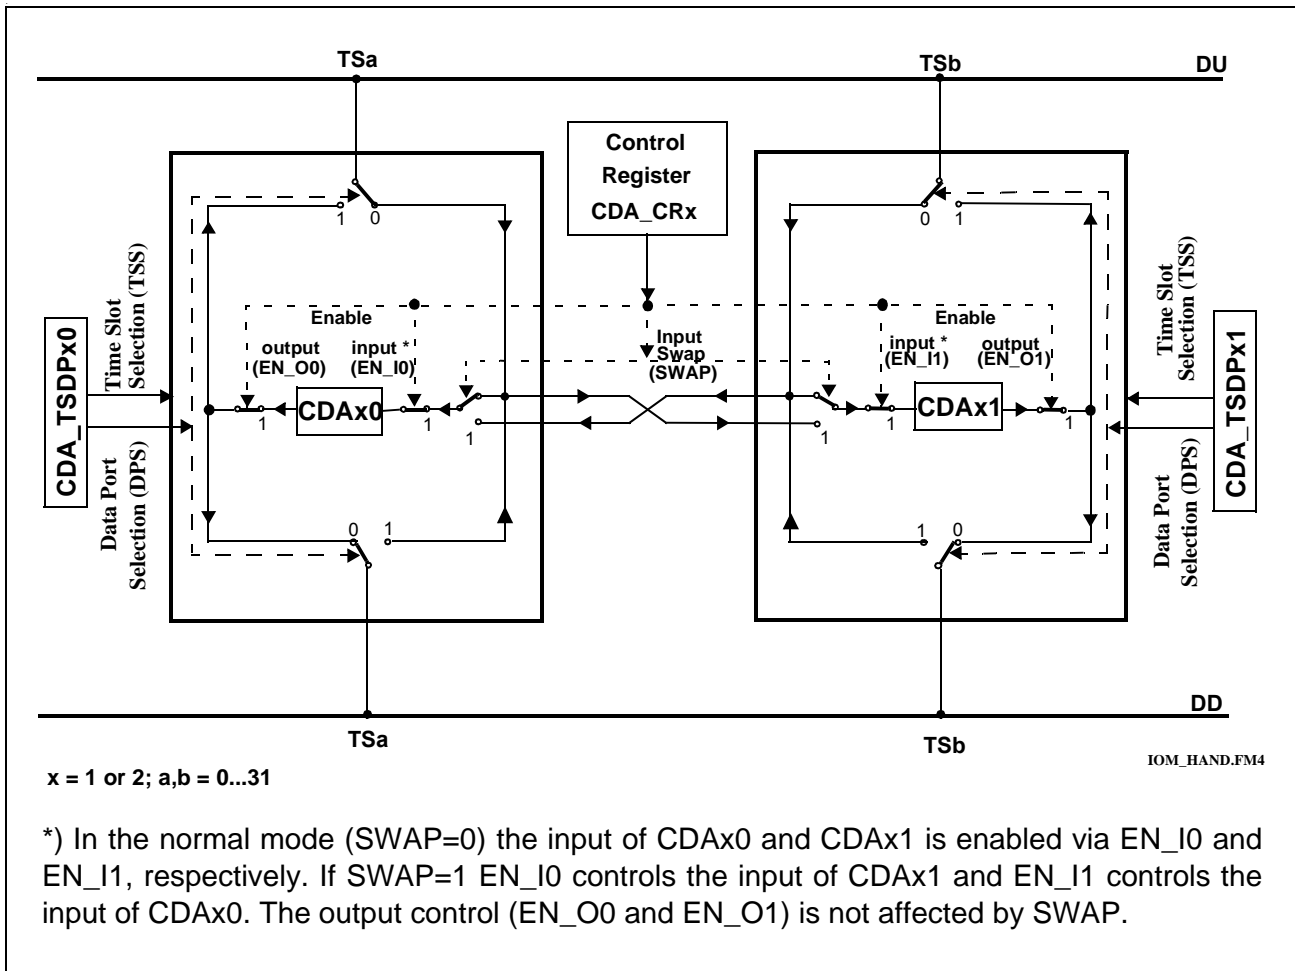 TSa
TSb
DU
Control
Register
CDA_CRx
1
0
0
1
Time Slot
Selection (TSS)
Time Slot
Selection (TSS)
Enable
Enable
output
(EN_O0)
input *
(EN_I0)
Input
Swap
(SWAP)
input *
(EN_I1)
output
(EN_O1)
CDA_TSDPx0
CDAx0
CDAx1
CDA_TSDPx1
1
1
1
1
1
1
Data Port
Selection (DPS)
Data Port
Selection (DPS)
0
1
1
0
DD
TSa
TSb
IOM_HAND.FM4
x = 1 or 2; a,b = 0...31
*) In the normal mode (SWAP=0) the input of CDAx0 and CDAx1 is enabled via EN_I0 and
EN_I1, respectively. If SWAP=1 EN_I0 controls the input of CDAx1 and EN_I1 controls the
input of CDAx0. The output control (EN_O0 and EN_O1) is not affected by SWAP.